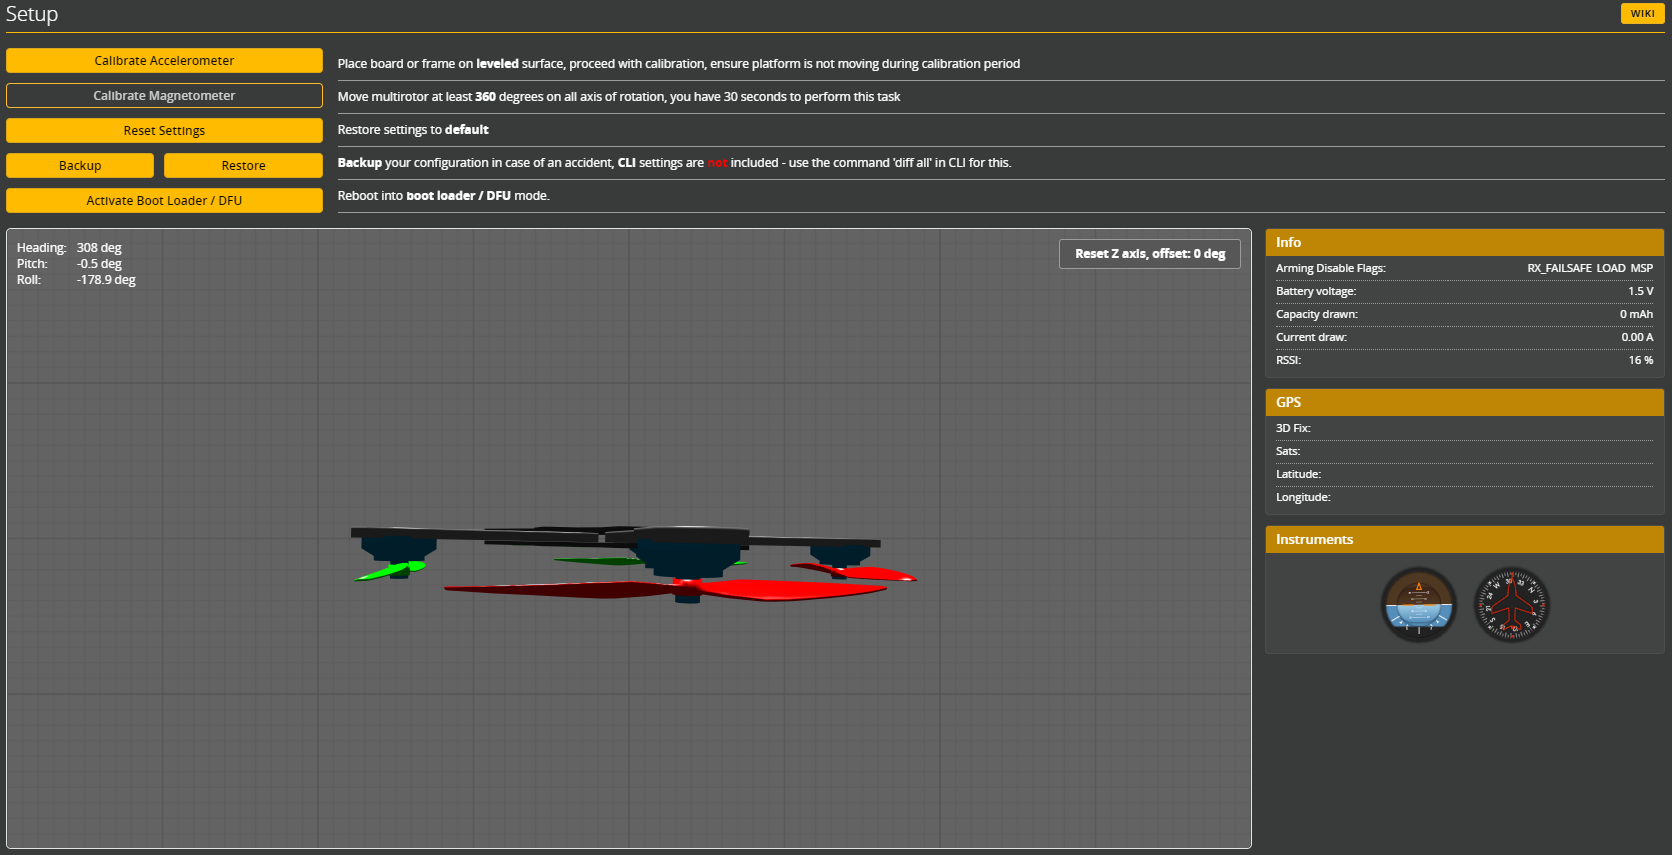 Setup
WIKI
Calibrate Accelerometer
Place board or frame on leveled surface, proceed with calibration, ensure platform is not moving during calibration period
Calibrate Magnetometer
Move multirotor at least 360 degrees on all axis of rotation, you have 30 seconds to perform this task
Reset Settings
Restore settings to default
Backup
Restore
Backup your configuration in case of an accident, CLI settings are not included - use the command 'diff all' in CLI for this.
Activate Boot Loader / DFU
Reboot into boot loader / DFU mode.
Heading: 308 deg
Pitch: -0.5 deg
Roll: -178.9 deg
Reset Z axis, offset: 0 deg
Info
Arming Disable Flags: RX_FAILSAFE LOAD MSP
Battery voltage: 1.5 V
Capacity drawn: 0 mAh
Current draw: 0.00 A
RSSI: 16 %
GPS
3D Fix:
Sats:
Latitude:
Longitude:
Instruments